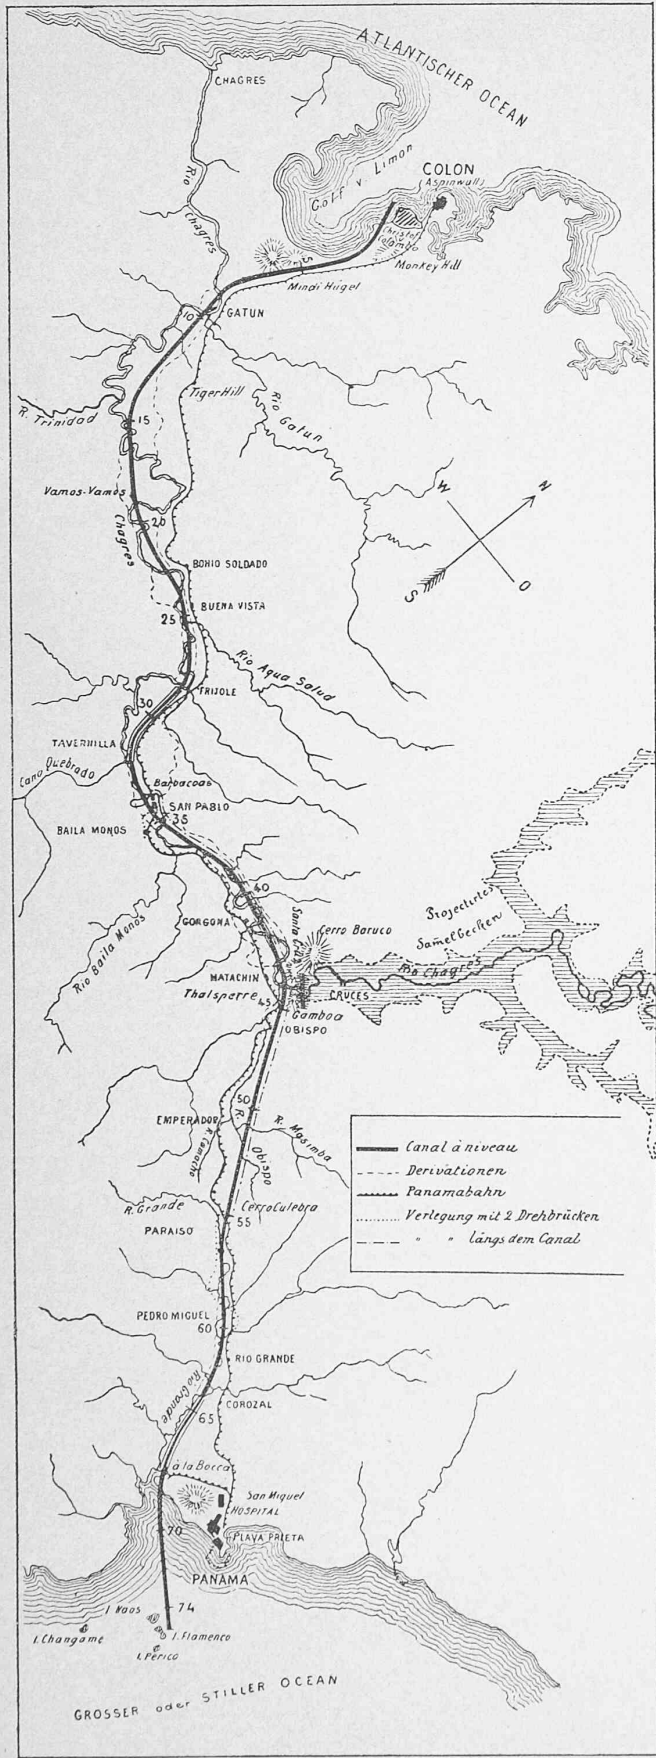 ATLANTISCHER OCEAN
CHAGRES
Rio Chagres
Golf v. Limon
COLON
(Aspinwall)
Christof
Colombo
Monkey Hill
5
Mindi Hügel
10
GATUN
Tiger Hill
Rio Gatun
R. Trinidad
15
Vamos-Vamos
20
Chagres
W
N
S
O
BOHIO SOLDADO
BUENA VISTA
25
Rio Agua Salud
FRIJOLE
30
TAVERNILLA
Cano Quebrado
Barbacoas
SAN PABLO
35
BAILA MONOS
40
Rio Baila Monos
GORGONA
Santa Cruz
Cerro Baruco
Projectirtes
Samelbecken
Rio Chagres
MATACHIN
Thalsperre
45
CRUCES
Gamboa
OBISPO
50
EMPERADOR
R. Camacho
R. Obispo
R. Masimba
Canal à niveau
Derivationen
Panamabahn
Verlegung mit 2 Drehbrücken
" " längs dem Canal
R. Grande
Cerro Culebra
55
PARAISO
PEDRO MIGUEL
60
RIO GRANDE
Rio Grande
COROZAL
65
à la Bocca
San Miguel
HOSPITAL
70
PLAYA PRIETA
PANAMA
74
I. Naos
I. Changame
I. Flamenco
I. Perico
GROSSER oder STILLER OCEAN